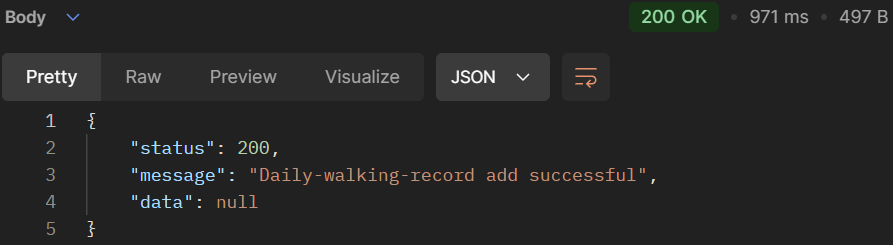 Body 200 OK • 971 ms • 497 B
Pretty Raw Preview Visualize JSON
1 {
2 "status": 200,
3 "message": "Daily-walking-record add successful",
4 "data": null
5 }